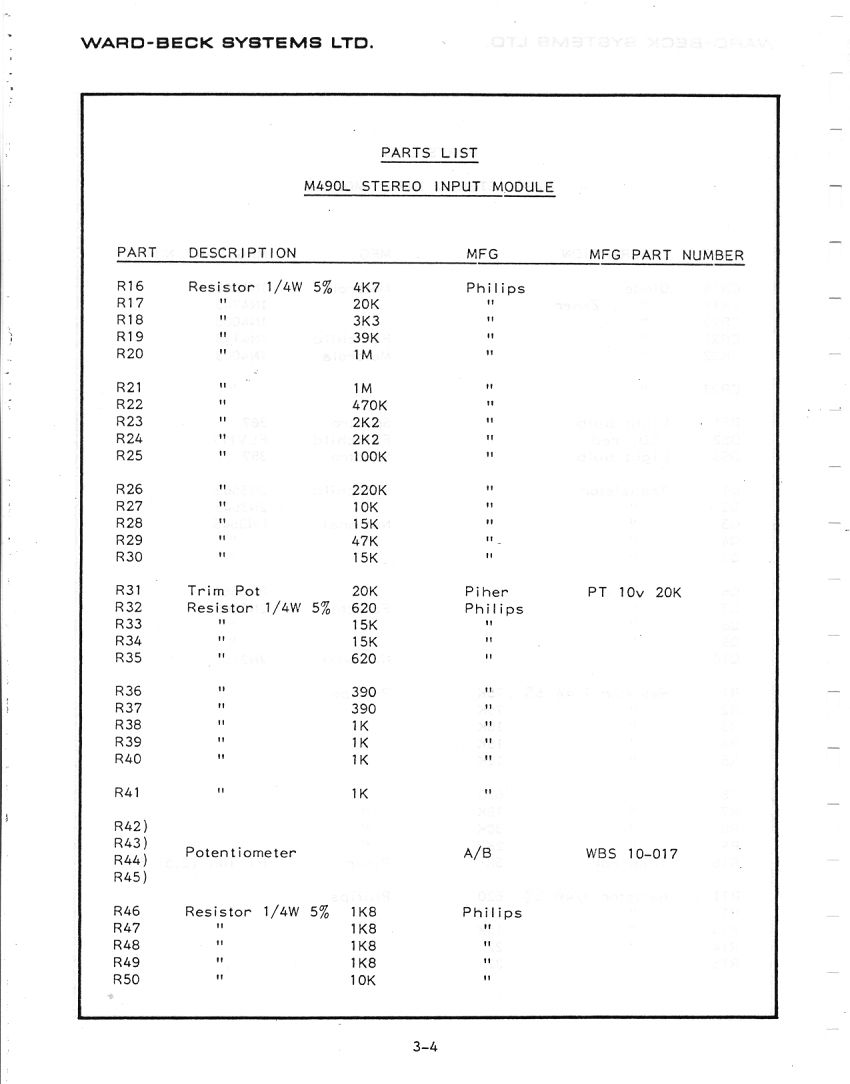 WARD-BECK SYSTEMS LTD.
PARTS LIST
M490L STEREO INPUT MODULE
PART DESCRIPTION MFG MFG PART NUMBER
R16 Resistor 1/4W 5% 4K7 Philips
R17 " 20K "
R18 " 3K3 "
R19 " 39K "
R20 " 1M "
R21 " 1M "
R22 " 470K "
R23 " 2K2 "
R24 " 2K2 "
R25 " 100K "
R26 " 220K "
R27 " 10K "
R28 " 15K "
R29 " 47K "
R30 " 15K "
R31 Trim Pot 20K Piher PT 10v 20K
R32 Resistor 1/4W 5% 620 Philips
R33 " 15K "
R34 " 15K "
R35 " 620 "
R36 " 390 "
R37 " 390 "
R38 " 1K "
R39 " 1K "
R40 " 1K "
R41 " 1K "
R42)
R43)
Potentiometer A/B WBS 10-017
R44)
R45)
R46 Resistor 1/4W 5% 1K8 Philips
R47 " 1K8 "
R48 " 1K8 "
R49 " 1K8 "
R50 " 10K "
3-4